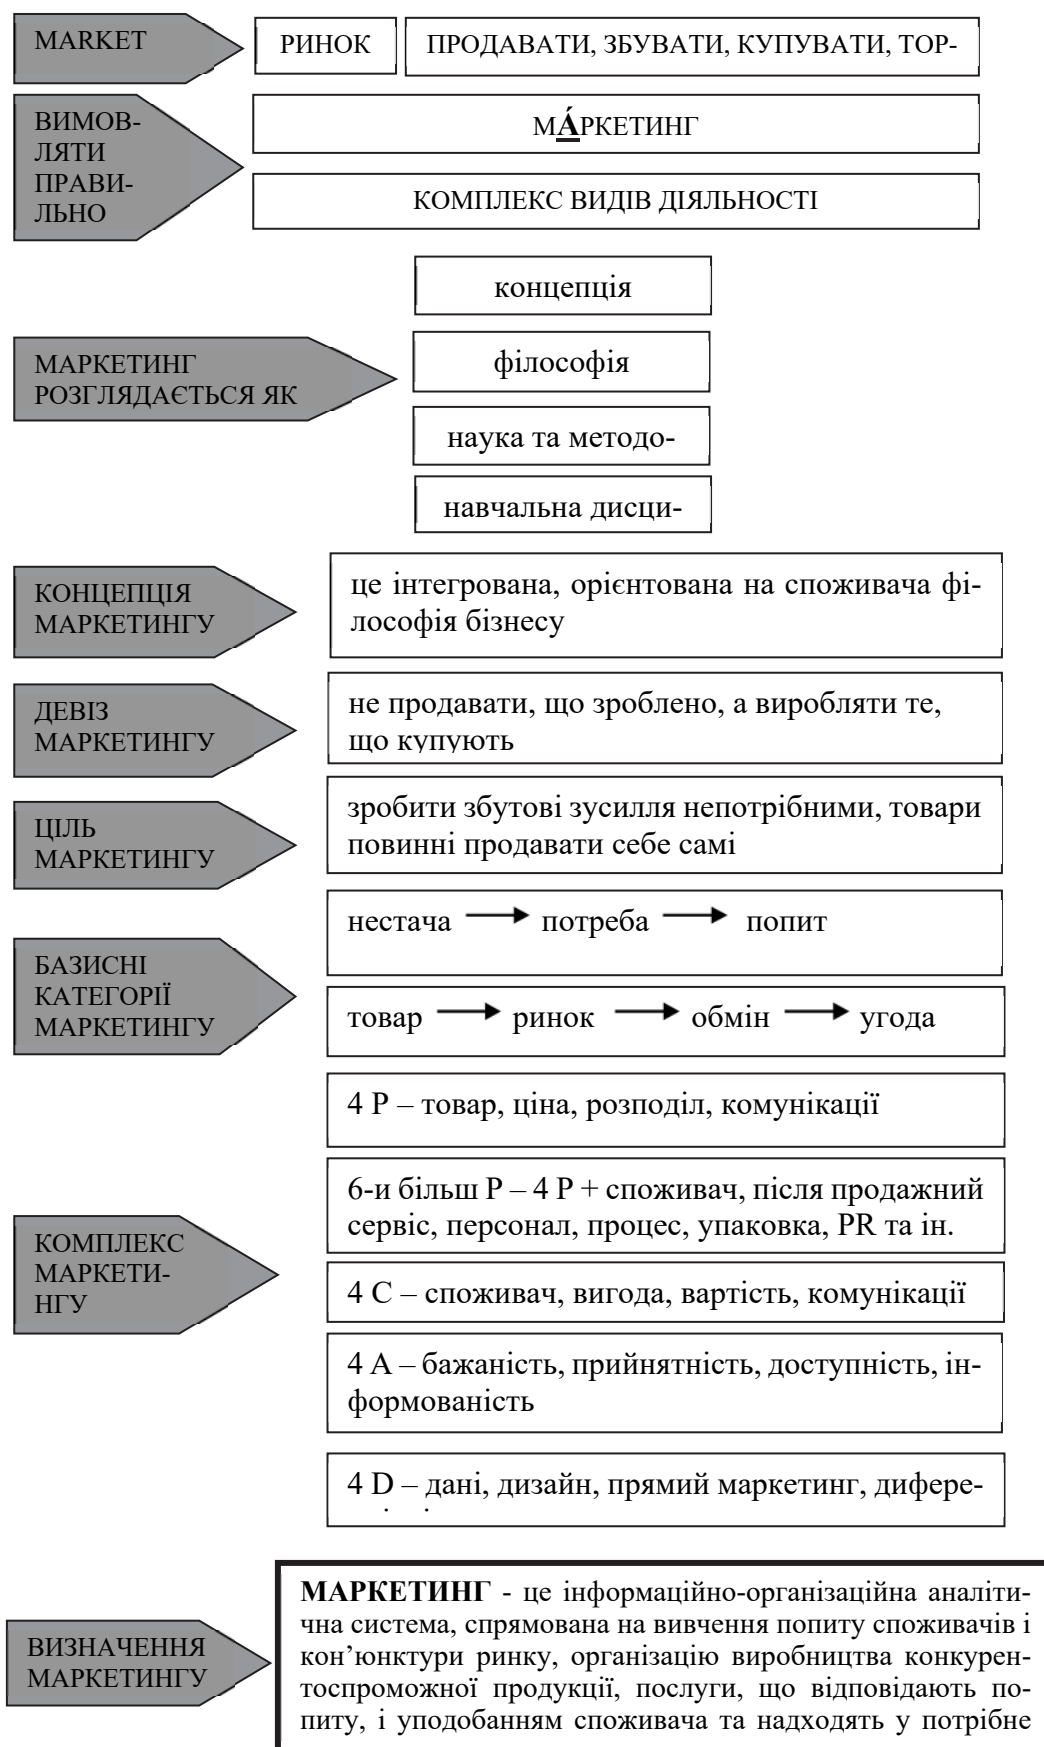 MARKET
РИНОК
ПРОДАВАТИ, ЗБУВАТИ, КУПУВАТИ, ТОР-
ВИМОВ-
ЛЯТИ
ПРАВИ-
ЛЬНО
МА́РКЕТИНГ
КОМПЛЕКС ВИДІВ ДІЯЛЬНОСТІ
МАРКЕТИНГ
РОЗГЛЯДАЄТЬСЯ ЯК
концепція
філософія
наука та методо-
навчальна дисци-
КОНЦЕПЦІЯ
МАРКЕТИНГУ
це інтегрована, орієнтована на споживача фі-
лософія бізнесу
ДЕВІЗ
МАРКЕТИНГУ
не продавати, що зроблено, а виробляти те,
що купують
ЦІЛЬ
МАРКЕТИНГУ
зробити збутові зусилля непотрібними, товари
повинні продавати себе самі
БАЗИСНІ
КАТЕГОРІЇ
МАРКЕТИНГУ
нестача → потреба → попит
товар → ринок → обмін → угода
КОМПЛЕКС
МАРКЕТИ-
НГУ
4 Р – товар, ціна, розподіл, комунікації
6-и більш Р – 4 Р + споживач, після продажний
сервіс, персонал, процес, упаковка, PR та ін.
4 С – споживач, вигода, вартість, комунікації
4 А – бажаність, прийнятність, доступність, ін-
формованість
4 D – дані, дизайн, прямий маркетинг, дифере-
ВИЗНАЧЕННЯ
МАРКЕТИНГУ
МАРКЕТИНГ - це інформаційно-організаційна аналіти-
чна система, спрямована на вивчення попиту споживачів і
кон’юнктури ринку, організацію виробництва конкурен-
тоспроможної продукції, послуги, що відповідають по-
питу, і уподобанням споживача та надходять у потрібне